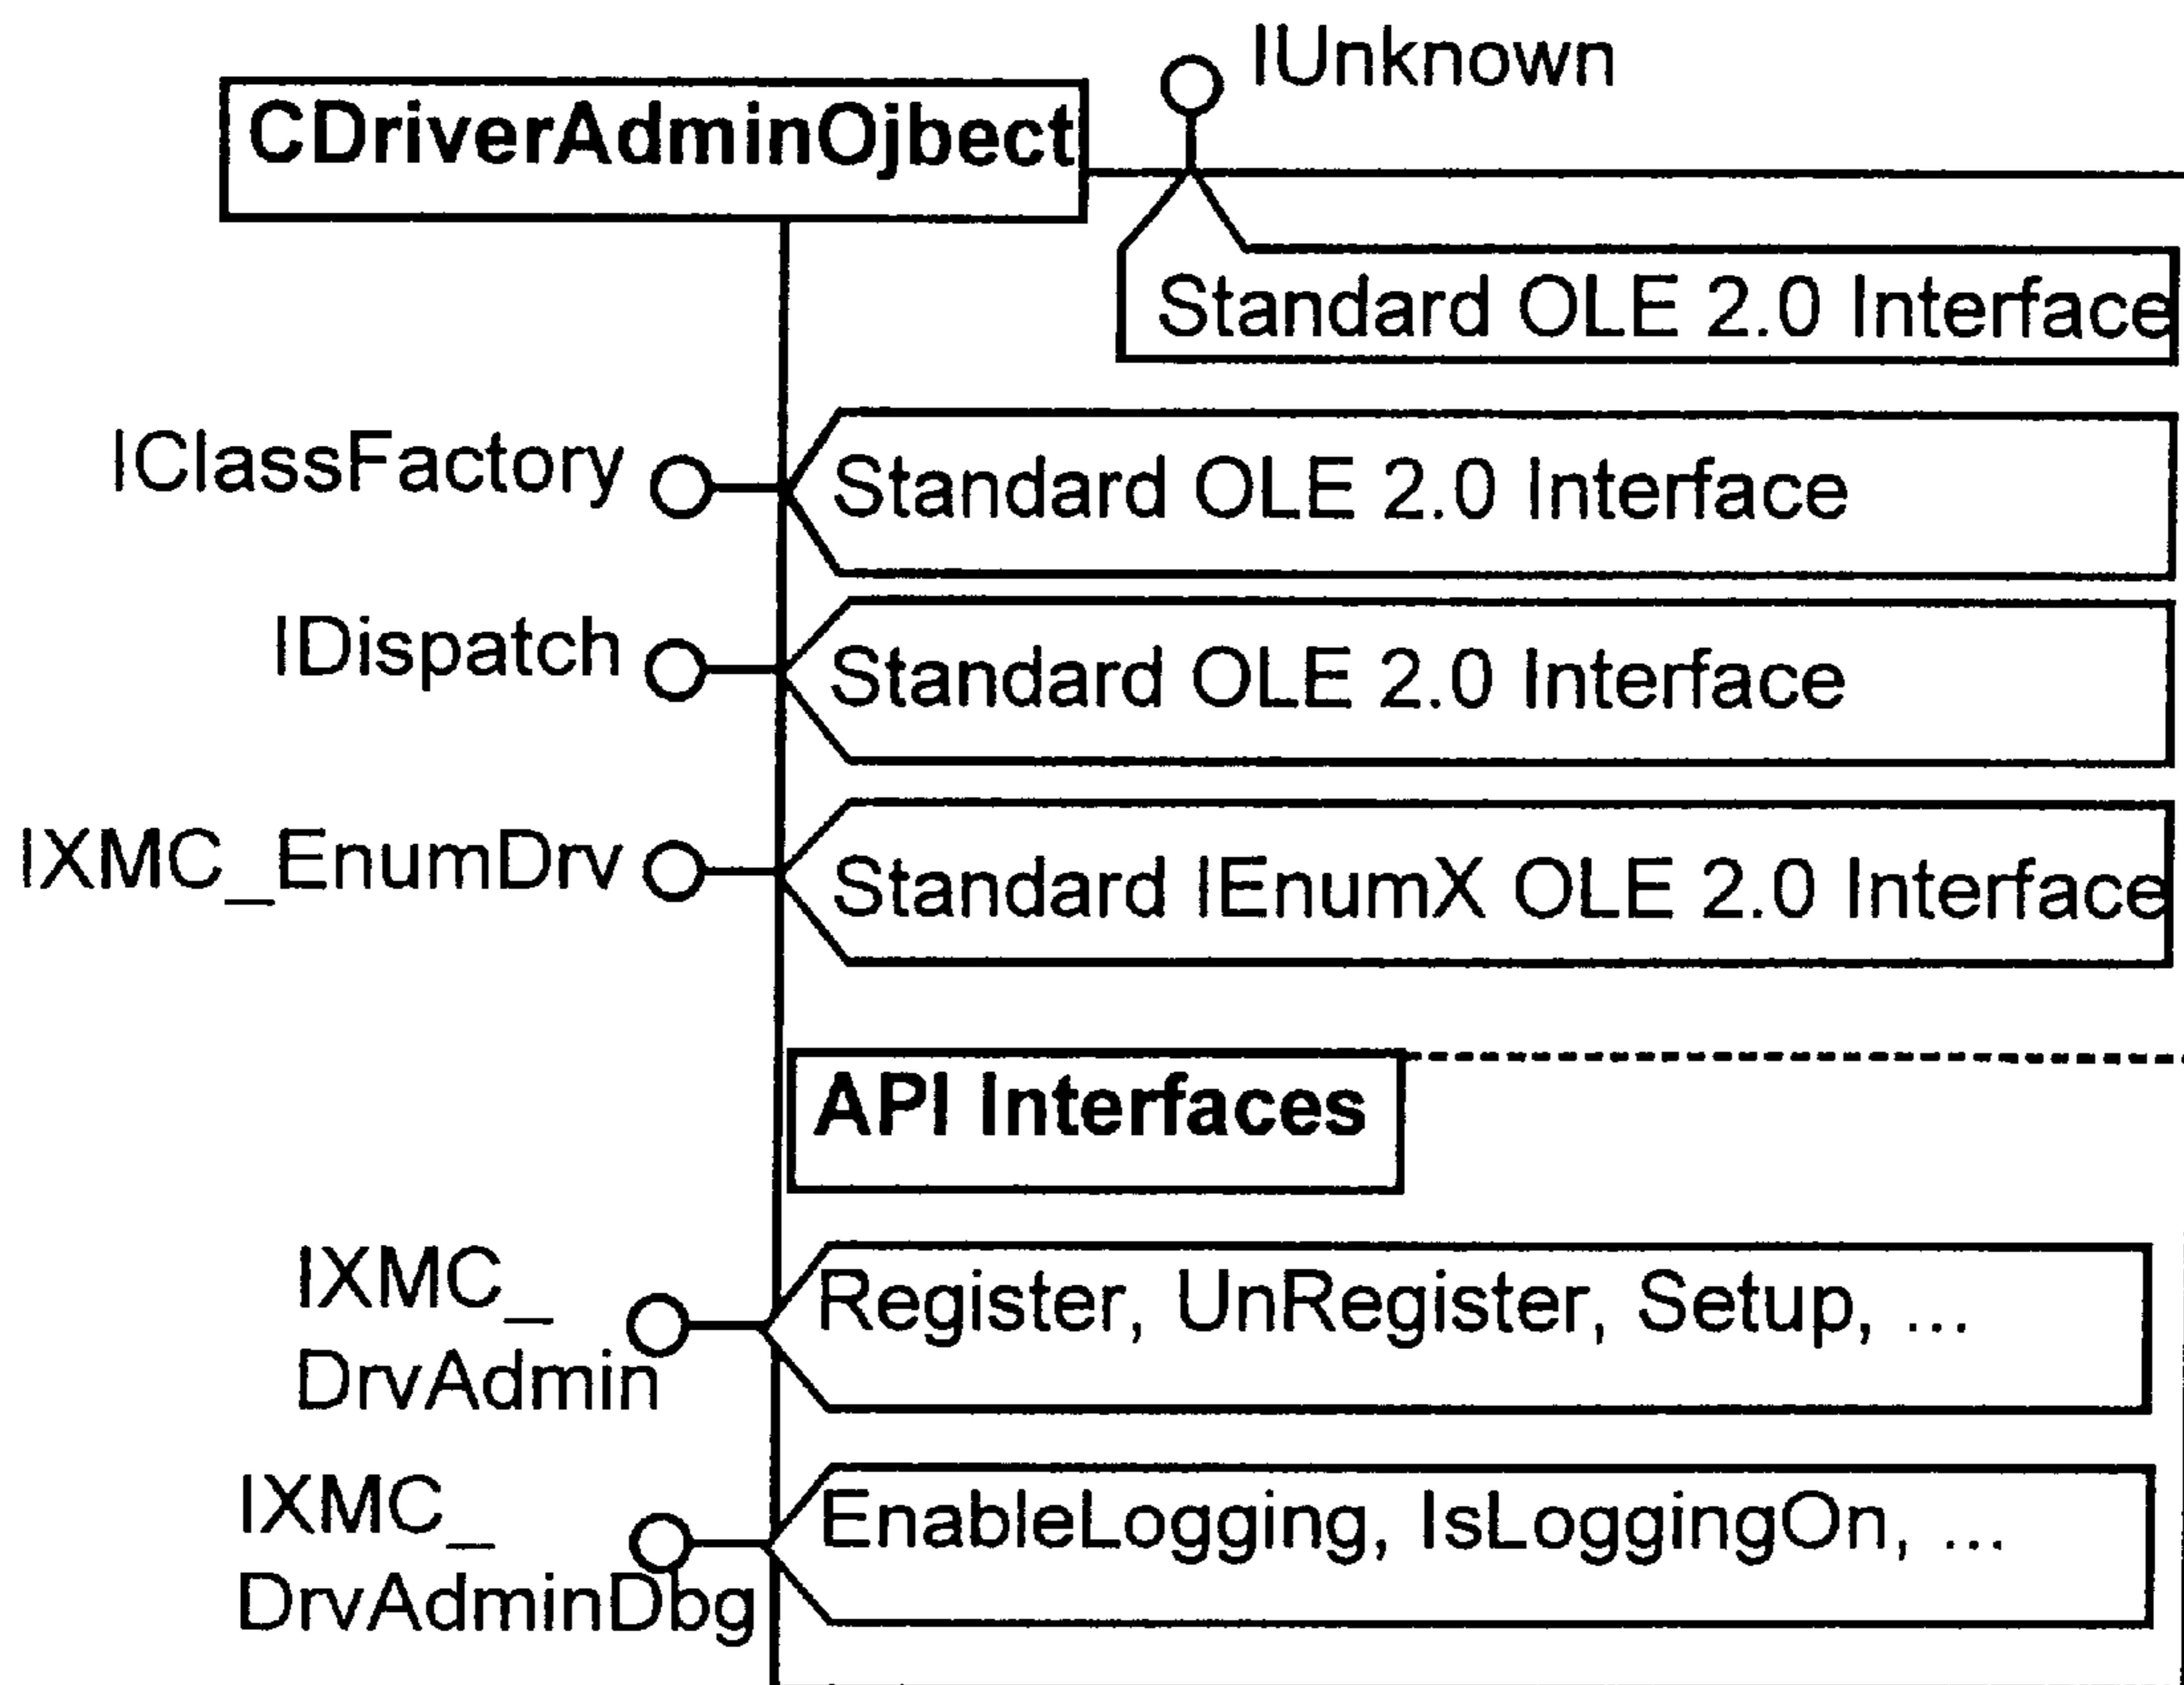 IUnknown
CDriverAdminOjbect
Standard OLE 2.0 Interface
IClassFactory
Standard OLE 2.0 Interface
IDispatch
Standard OLE 2.0 Interface
IXMC_EnumDrv
Standard IEnumX OLE 2.0 Interface
API Interfaces
IXMC_
DrvAdmin
Register, UnRegister, Setup, ...
IXMC_
DrvAdminDbg
EnableLogging, IsLoggingOn, ...